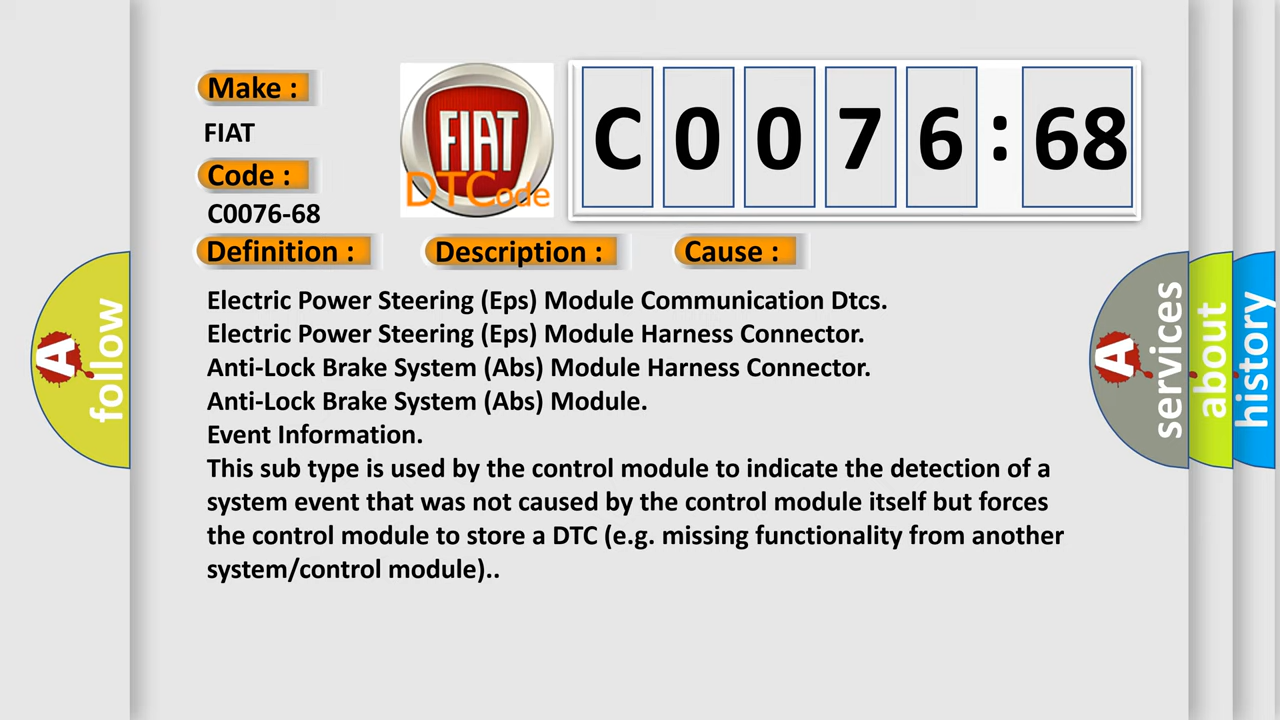 Make :
FIAT
Code :
C0076-68
FIAT
DTCode
C0076:68
Definition :
Description :
Cause :
Electric Power Steering (Eps) Module Communication Dtcs.
Electric Power Steering (Eps) Module Harness Connector.
Anti-Lock Brake System (Abs) Module Harness Connector.
Anti-Lock Brake System (Abs) Module.
Event Information.
This sub type is used by the control module to indicate the detection of a
system event that was not caused by the control module itself but forces
the control module to store a DTC (e.g. missing functionality from another
system/control module)..
A
follow
A
services
about
history